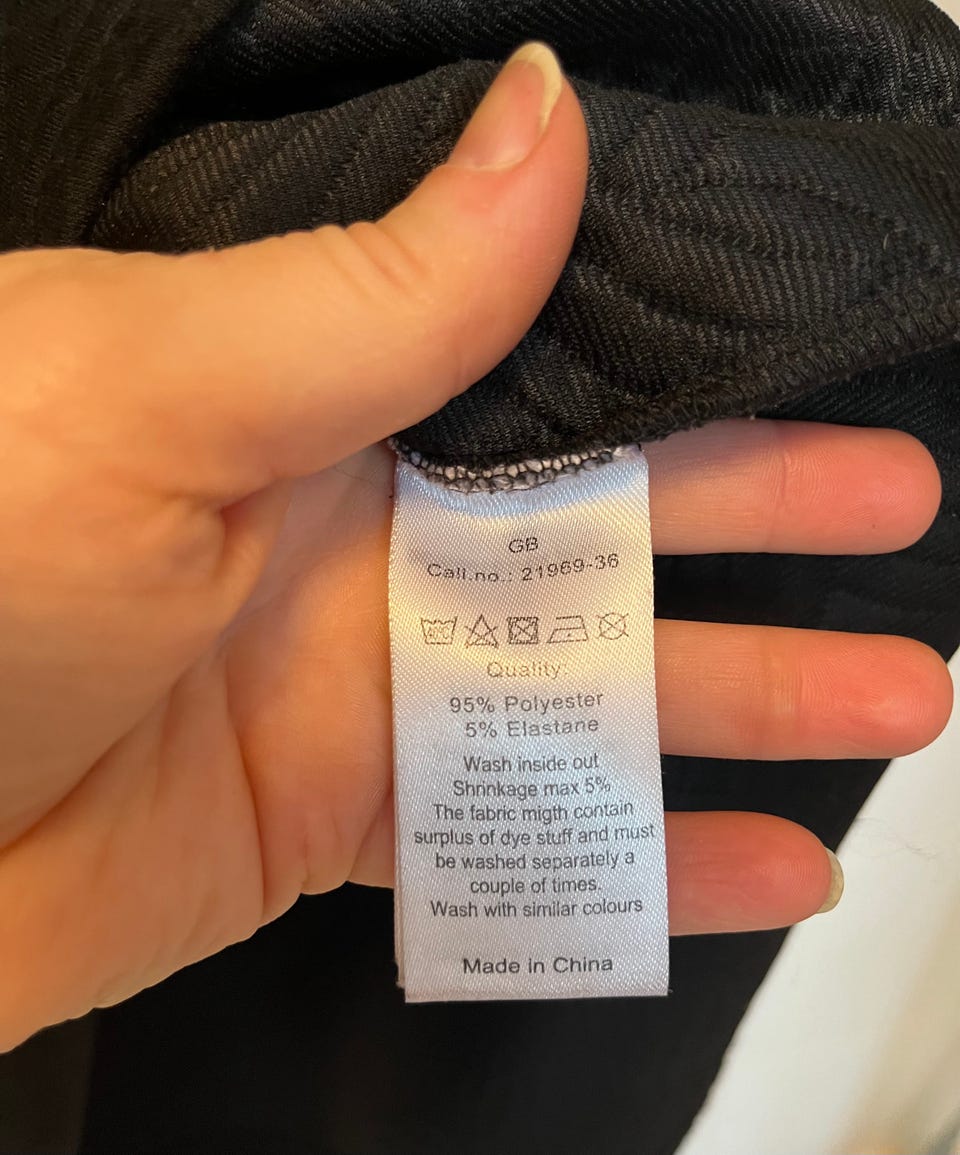 GB
Call.no.: 21969-36
40°C
Quality:
95% Polyester
5% Elastane
Wash inside out
Shrinkage max 5%
The fabric migth contain
surplus of dye stuff and must
be washed separately a
couple of times.
Wash with similar colours
Made in China